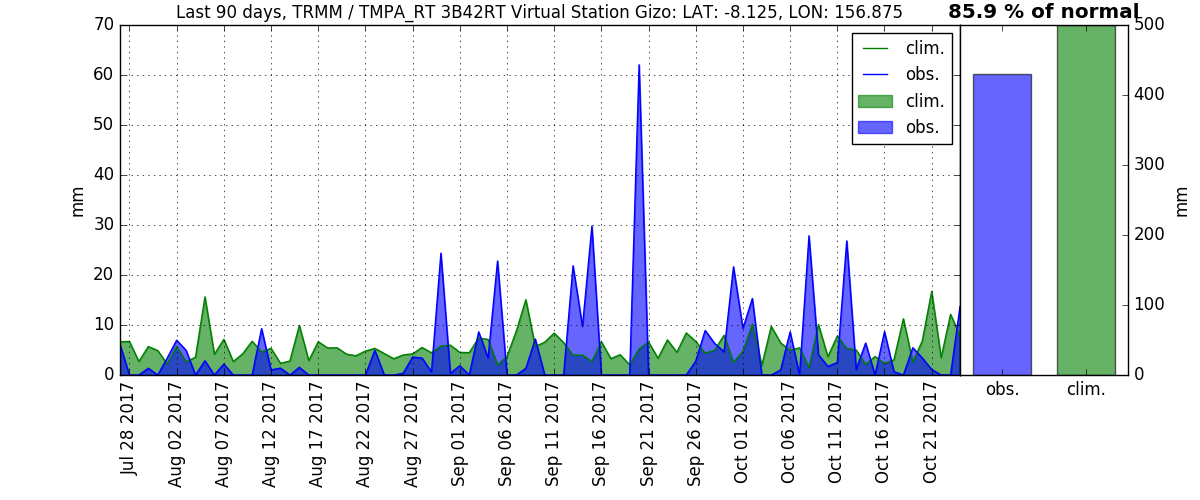 Last 90 days, TRMM / TMPA_RT 3B42RT Virtual Station Gizo: LAT: -8.125, LON: 156.875
85.9 % of normal
70
60
50
40
30
20
10
0
mm
clim.
obs.
clim.
obs.
500
400
300
200
100
0
mm
obs.
clim.
Jul 28 2017
Aug 02 2017
Aug 07 2017
Aug 12 2017
Aug 17 2017
Aug 22 2017
Aug 27 2017
Sep 01 2017
Sep 06 2017
Sep 11 2017
Sep 16 2017
Sep 21 2017
Sep 26 2017
Oct 01 2017
Oct 06 2017
Oct 11 2017
Oct 16 2017
Oct 21 2017